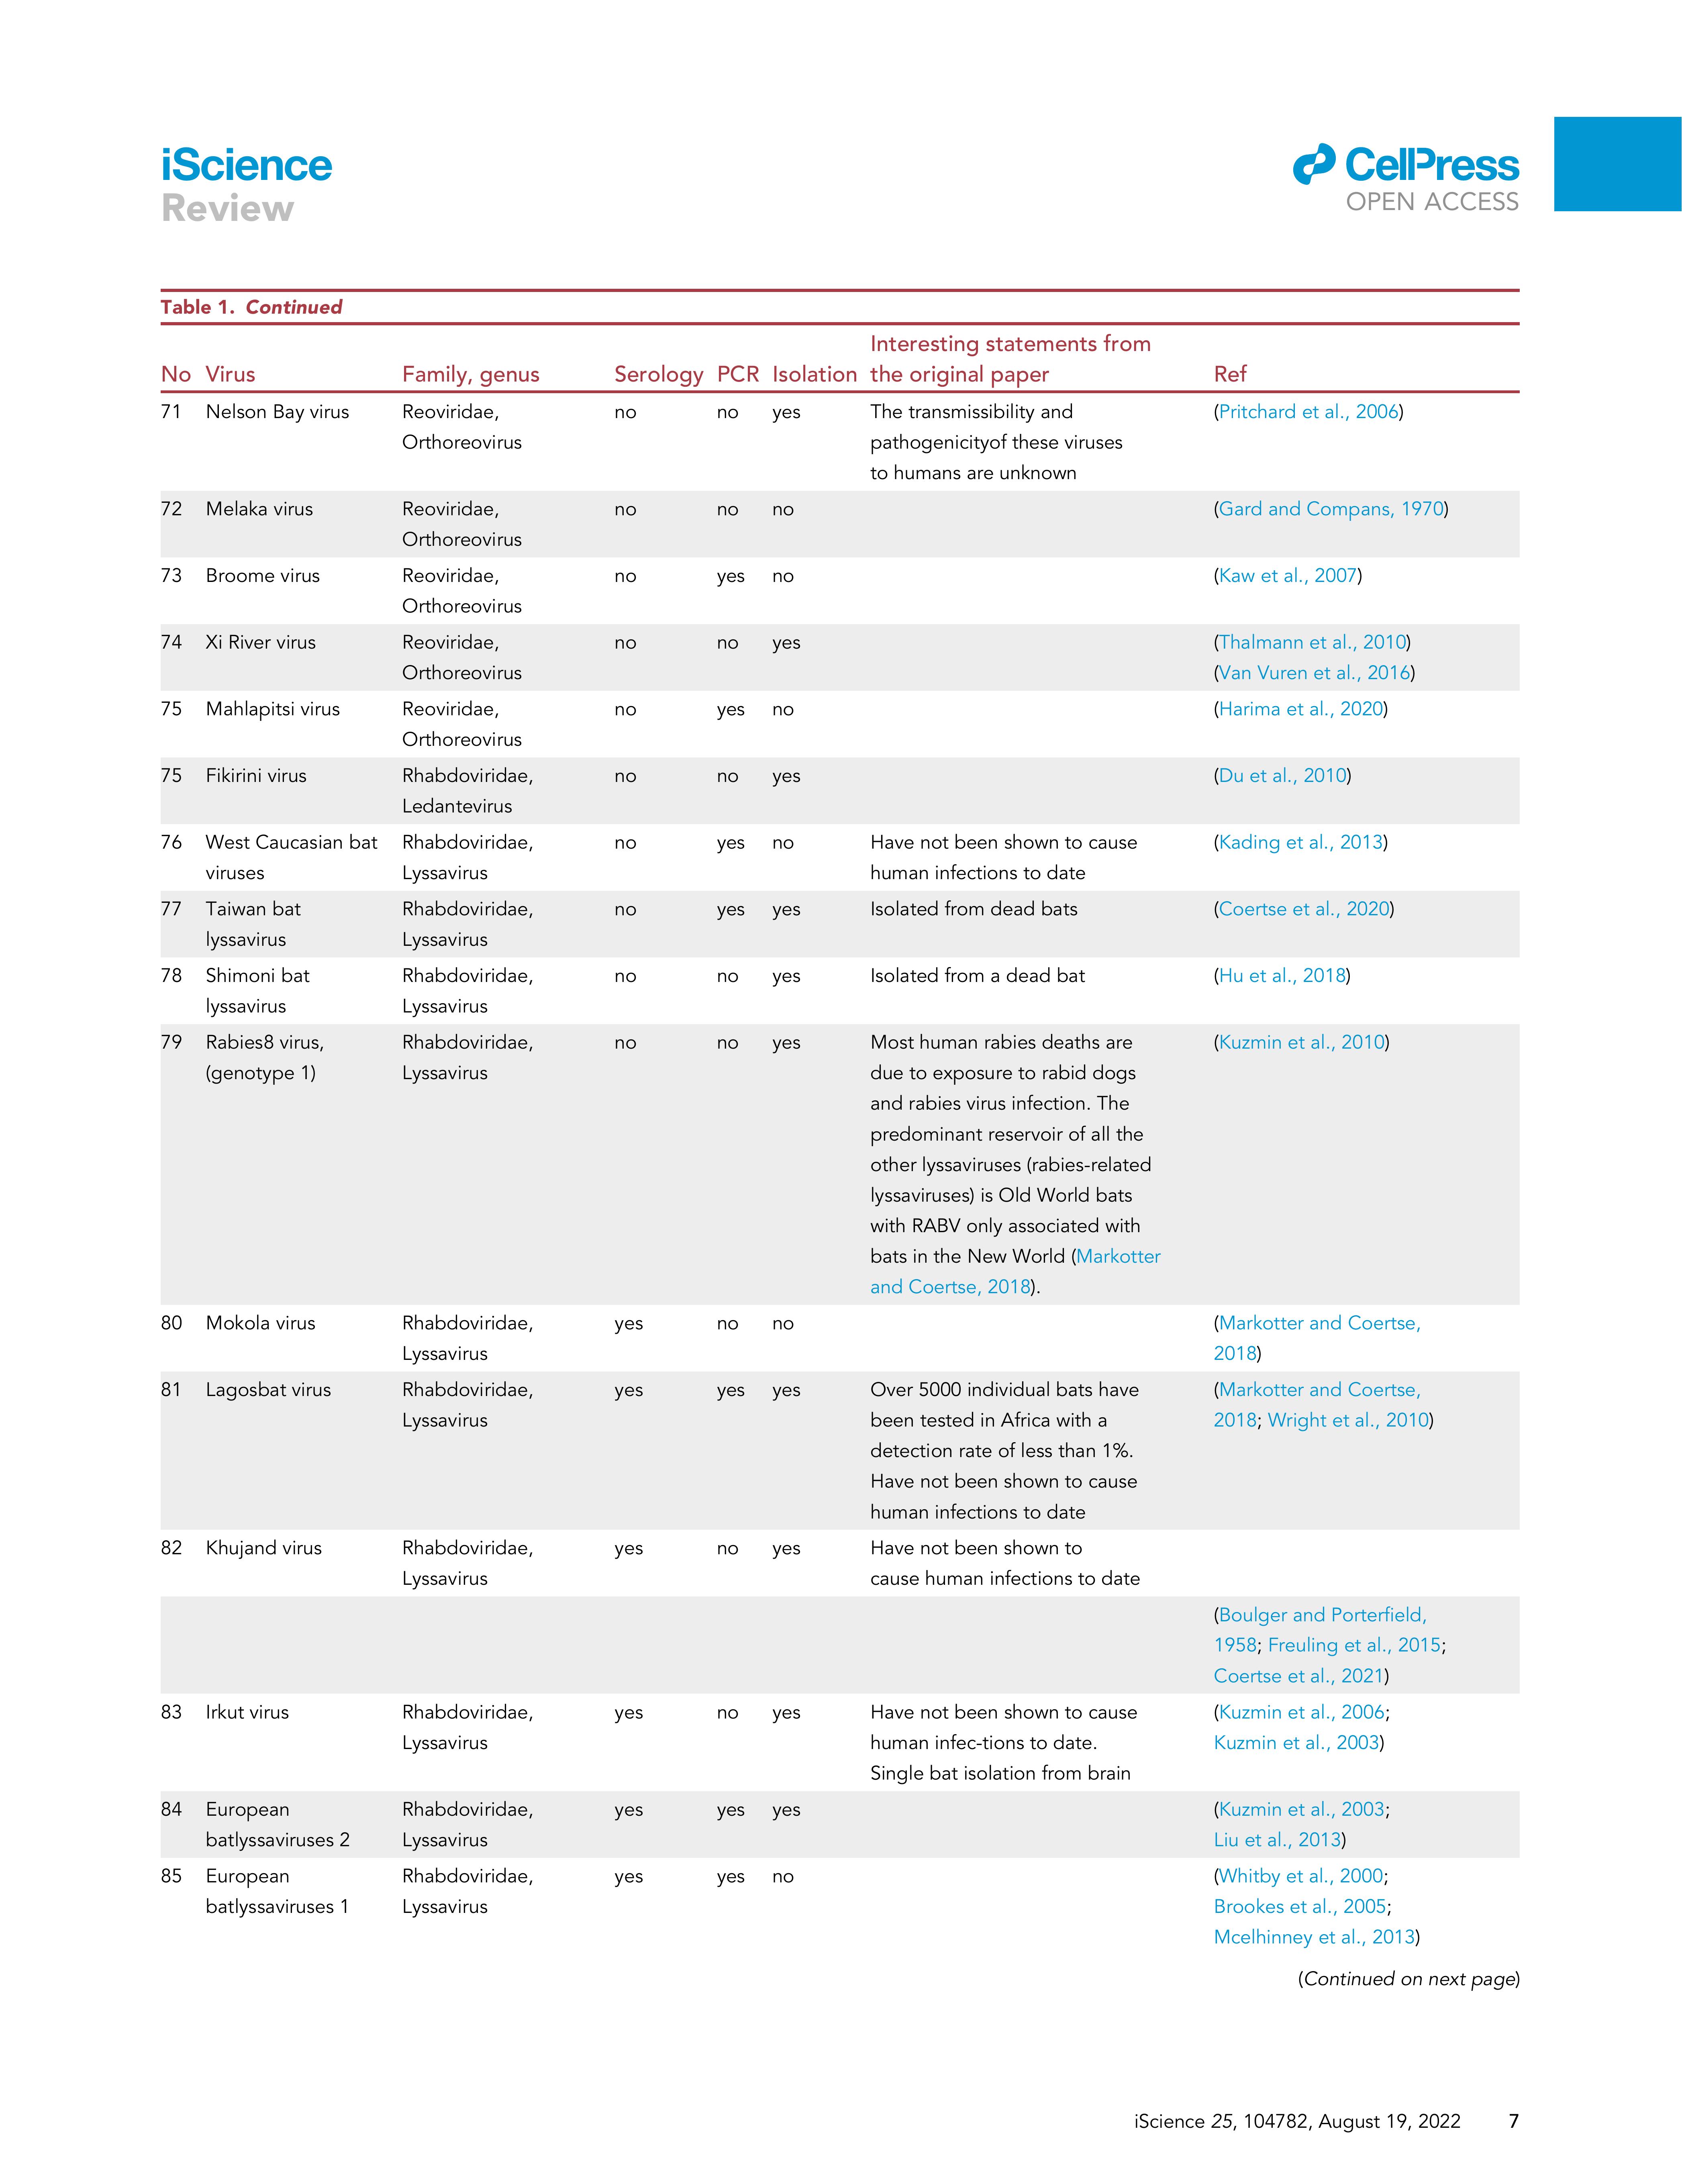 iScience
Review
CellPress
OPEN ACCESS
Table 1. Continued
No Virus Family, genus Serology PCR Isolation Interesting statements from the original paper Ref
71 Nelson Bay virus Reoviridae, no no yes The transmissibility and (Pritchard et al., 2006)
Orthoreovirus pathogenicityof these viruses
to humans are unknown
72 Melaka virus Reoviridae, no no no (Gard and Compans, 1970)
Orthoreovirus
73 Broome virus Reoviridae, no yes no (Kaw et al., 2007)
Orthoreovirus
74 Xi River virus Reoviridae, no no yes (Thalmann et al., 2010)
Orthoreovirus (Van Vuren et al., 2016)
75 Mahlapitsi virus Reoviridae, no yes no (Harima et al., 2020)
Orthoreovirus
75 Fikirini virus Rhabdoviridae, no no yes (Du et al., 2010)
Ledantevirus
76 West Caucasian bat Rhabdoviridae, no yes no Have not been shown to cause (Kading et al., 2013)
viruses Lyssavirus human infections to date
77 Taiwan bat Rhabdoviridae, no yes yes Isolated from dead bats (Coertse et al., 2020)
lyssavirus Lyssavirus
78 Shimoni bat Rhabdoviridae, no no yes Isolated from a dead bat (Hu et al., 2018)
lyssavirus Lyssavirus
79 Rabies8 virus, Rhabdoviridae, no no yes Most human rabies deaths are (Kuzmin et al., 2010)
(genotype 1) Lyssavirus due to exposure to rabid dogs
and rabies virus infection. The
predominant reservoir of all the
other lyssaviruses (rabies-related
lyssaviruses) is Old World bats
with RABV only associated with
bats in the New World (Markotter
and Coertse, 2018).
80 Mokola virus Rhabdoviridae, yes no no (Markotter and Coertse,
Lyssavirus 2018)
81 Lagosbat virus Rhabdoviridae, yes yes yes Over 5000 individual bats have (Markotter and Coertse,
Lyssavirus been tested in Africa with a 2018; Wright et al., 2010)
detection rate of less than 1%.
Have not been shown to cause
human infections to date
82 Khujand virus Rhabdoviridae, yes no yes Have not been shown to
Lyssavirus cause human infections to date
(Boulger and Porterfield,
1958; Freuling et al., 2015;
Coertse et al., 2021)
83 Irkut virus Rhabdoviridae, yes no yes Have not been shown to cause (Kuzmin et al., 2006;
Lyssavirus human infec-tions to date. Kuzmin et al., 2003)
Single bat isolation from brain
84 European Rhabdoviridae, yes yes yes (Kuzmin et al., 2003;
batlyssaviruses 2 Lyssavirus Liu et al., 2013)
85 European Rhabdoviridae, yes yes no (Whitby et al., 2000;
batlyssaviruses 1 Lyssavirus Brookes et al., 2005;
Mcelhinney et al., 2013)
(Continued on next page)
iScience 25, 104782, August 19, 2022 7